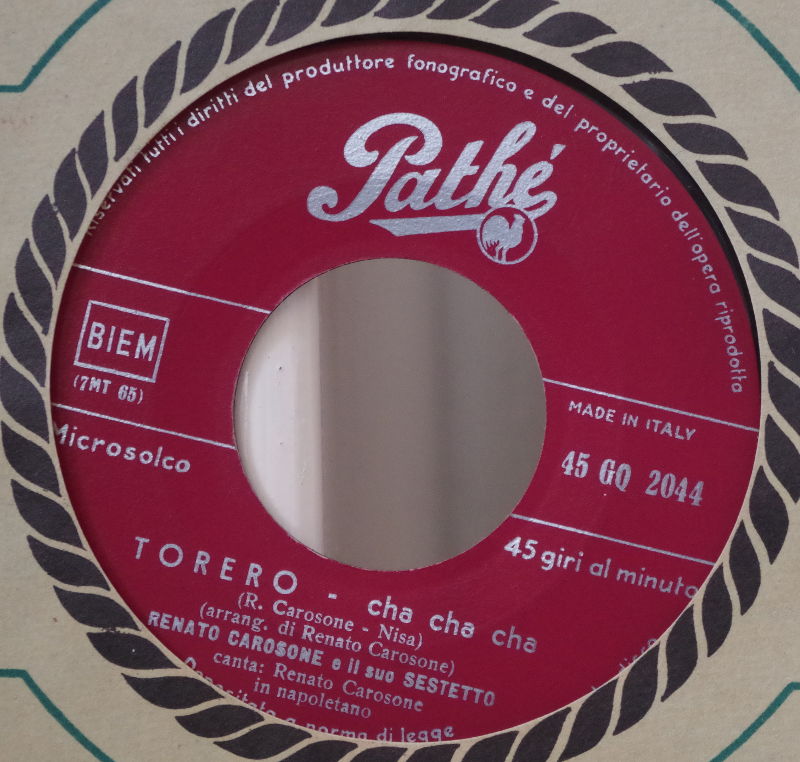 Riservati tutti i diritti del produttore fonografico e del proprietario dell'opera riprodotta
Pathé
BIEM
(7MT 65)
MADE IN ITALY
45 GQ 2044
Microsolco
45 giri al minuto
TORERO - cha cha cha
(R. Carosone - Nisa)
(arrang. di Renato Carosone)
RENATO CAROSONE e il suo SESTETTO
canta: Renato Carosone
in napoletano
Depositato a norma di legge